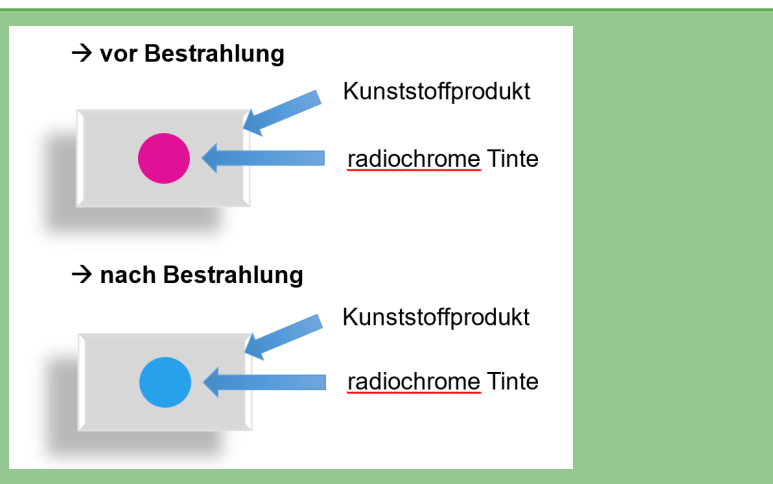 → vor Bestrahlung
Kunststoffprodukt
radiochrome Tinte
→ nach Bestrahlung
Kunststoffprodukt
radiochrome Tinte